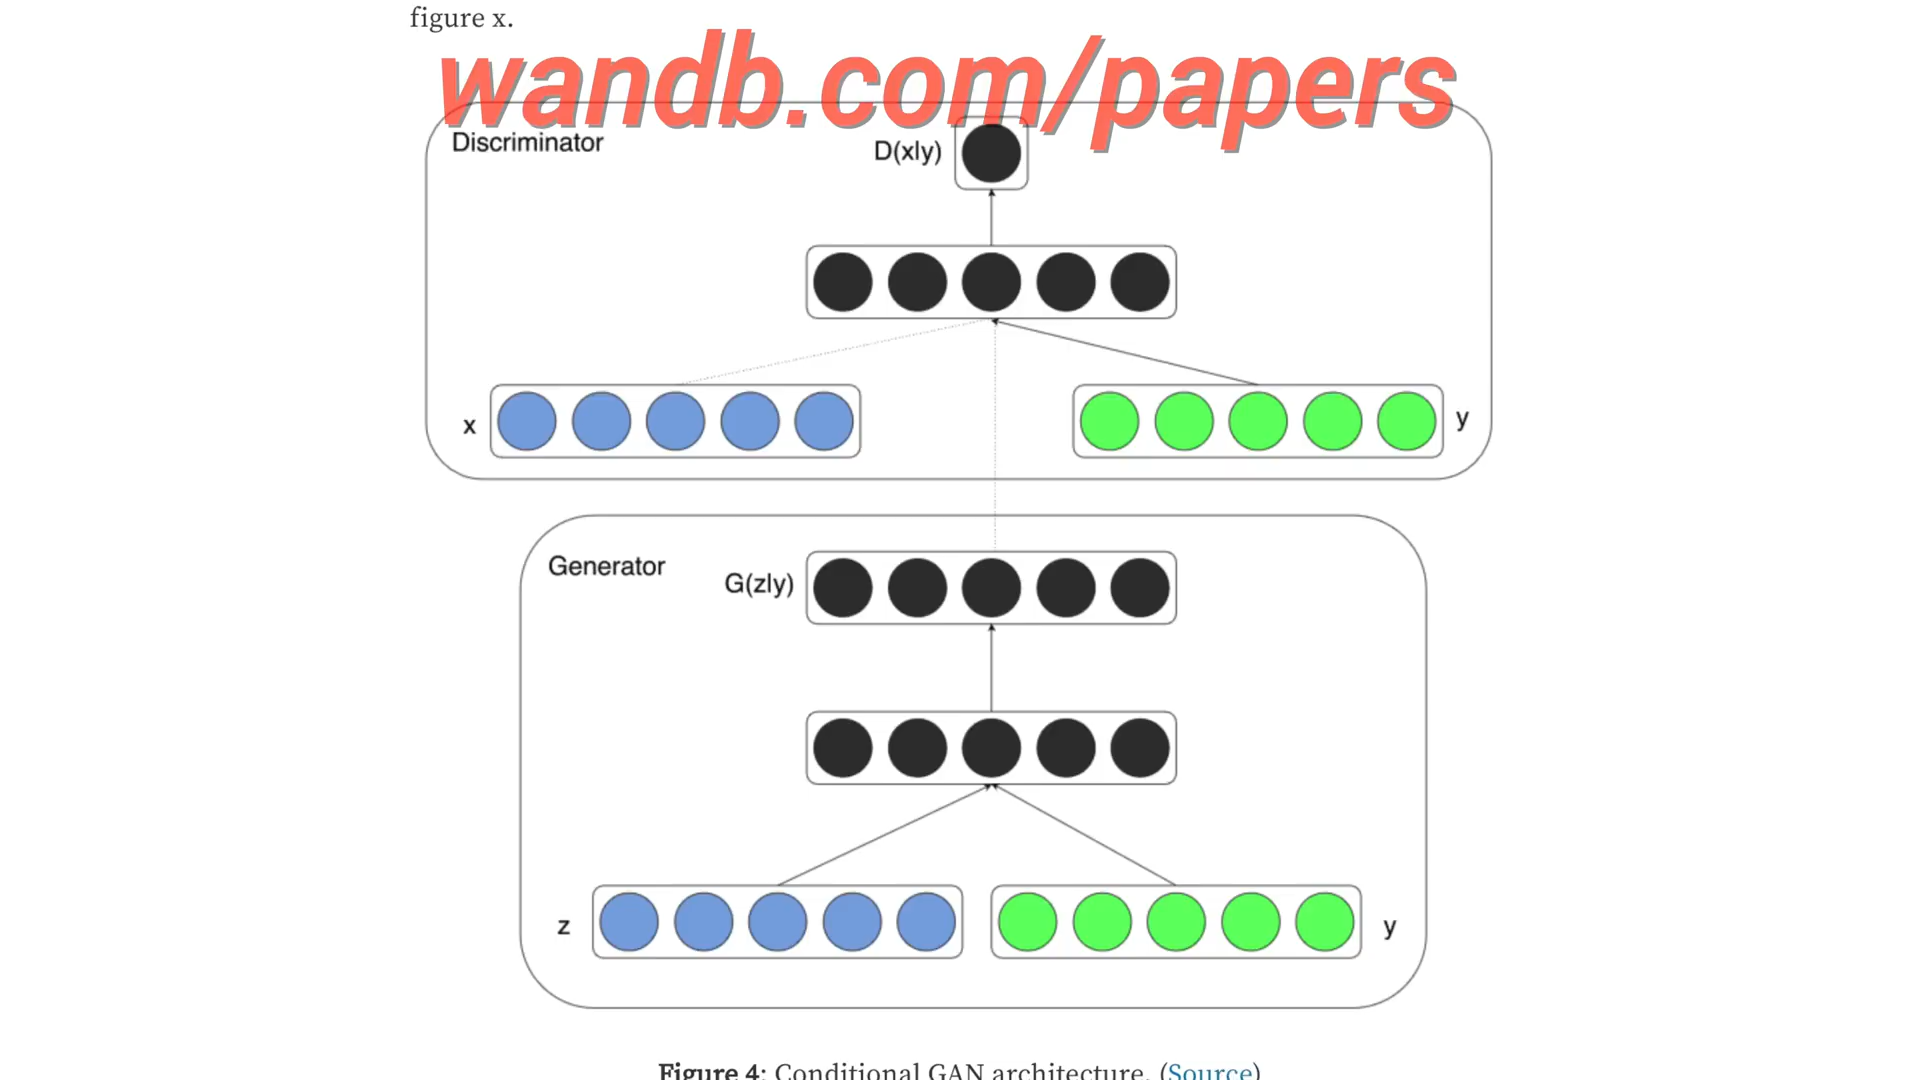 figure x.
wandb.com/papers
Discriminator
D(x|y)
x
y
Generator
G(z|y)
z
y
Figure 4: Conditional GAN architecture. (Source)